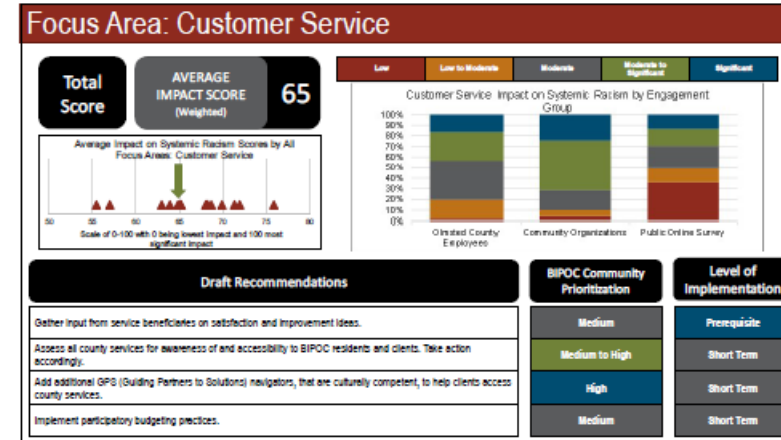 Focus Area: Customer Service
Total
Score
AVERAGE
IMPACT SCORE
(Weighted)
65
Average Impact on Systemic Racism Scores by All
Focus Areas: Customer Service
50 55 60 65 70 75 80
Scale of 0-100 with 0 being lowest impact and 100 most
significant impact
Low
Low to Moderate
Moderate
Moderate to
Significant
Significant
Customer Service Impact on Systemic Racism by Engagement
Group
100%
90%
80%
70%
60%
50%
40%
30%
20%
10%
0%
Olmsted County
Employees
Community Organizations
Public Online Survey
Draft Recommendations
BIPOC Community
Prioritization
Level of
Implementation
Gather input from service beneficiaries on satisfaction and improvement ideas.
Medium
Prerequisite
Assess all county services for awareness of and accessibility to BIPOC residents and clients. Take action
accordingly.
Medium to High
Short Term
Add additional GPS (Guiding Partners to Solutions) navigators, that are culturally competent, to help clients access
county services.
High
Short Term
Implement participatory budgeting practices.
Medium
Short Term